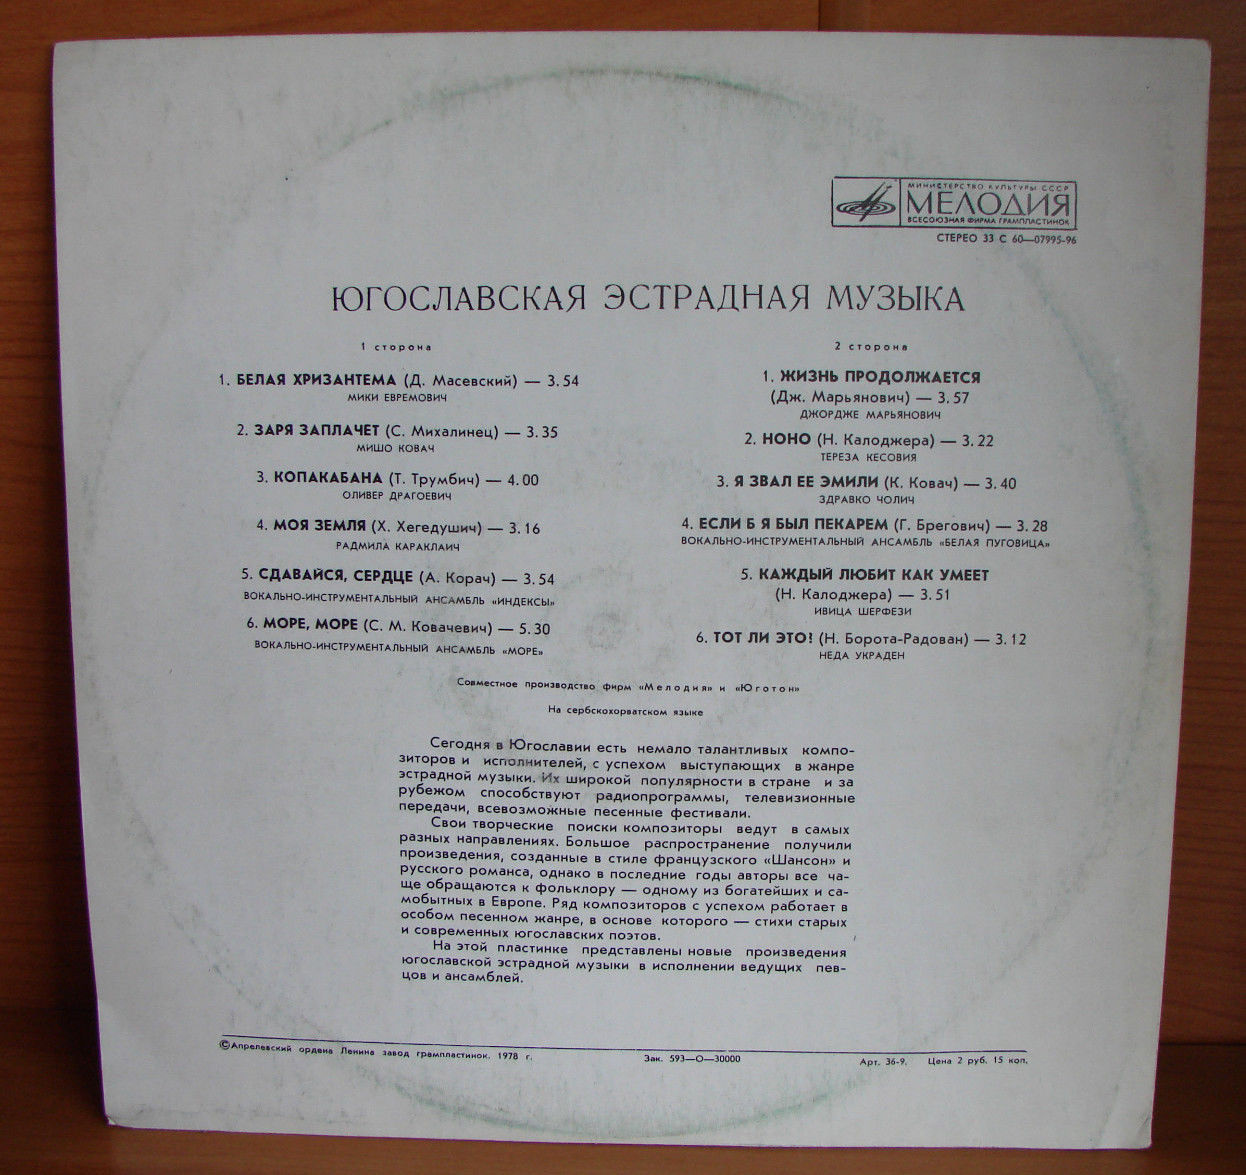 МИНИСТЕРСТВО КУЛЬТУРЫ СССР
МЕЛОДИЯ
ВСЕСОЮЗНАЯ ФИРМА ГРАМПЛАСТИНОК
СТЕРЕО 33 С 60—07995-96
ЮГОСЛАВСКАЯ ЭСТРАДНАЯ МУЗЫКА
1 сторона
1. БЕЛАЯ ХРИЗАНТЕМА (Д. Масевский) — 3.54
МИКИ ЕВРЕМОВИЧ
2. ЗАРЯ ЗАПЛАЧЕТ (С. Михалинец) — 3.35
МИШО КОВАЧ
3. КОПАКАБАНА (Т. Трумбич) — 4.00
ОЛИВЕР ДРАГОЕВИЧ
4. МОЯ ЗЕМЛЯ (Х. Хегедушич) — 3.16
РАДМИЛА КАРАКЛАИЧ
5. СДАВАЙСЯ, СЕРДЦЕ (А. Корач) — 3.54
ВОКАЛЬНО-ИНСТРУМЕНТАЛЬНЫЙ АНСАМБЛЬ «ИНДЕКСЫ»
6. МОРЕ, МОРЕ (С. М. Ковачевич) — 5.30
ВОКАЛЬНО-ИНСТРУМЕНТАЛЬНЫЙ АНСАМБЛЬ «МОРЕ»
2 сторона
1. ЖИЗНЬ ПРОДОЛЖАЕТСЯ
(Дж. Марьянович) — 3.57
ДЖОРДЖЕ МАРЬЯНОВИЧ
2. НОНО (Н. Калоджера) — 3.22
ТЕРЕЗА КЕСОВИЯ
3. Я ЗВАЛ ЕЕ ЭМИЛИ (К. Ковач) — 3.40
ЗДРАВКО ЧОЛИЧ
4. ЕСЛИ Б Я БЫЛ ПЕКАРЕМ (Г. Брегович) — 3.28
ВОКАЛЬНО-ИНСТРУМЕНТАЛЬНЫЙ АНСАМБЛЬ «БЕЛАЯ ПУГОВИЦА»
5. КАЖДЫЙ ЛЮБИТ КАК УМЕЕТ
(Н. Калоджера) — 3.51
ИВИЦА ШЕРФЕЗИ
6. ТОТ ЛИ ЭТО! (Н. Борота-Радован) — 3.12
НЕДА УКРАДЕН
Совместное производство фирм «Мелодия» и «Юготон»
На сербскохорватском языке
Сегодня в Югославии есть немало талантливых компо-
зиторов и исполнителей, с успехом выступающих в жанре
эстрадной музыки. Их широкой популярности в стране и за
рубежом способствуют радиопрограммы, телевизионные
передачи, всевозможные песенные фестивали.
Свои творческие поиски композиторы ведут в самых
разных направлениях. Большое распространение получили
произведения, созданные в стиле французского «Шансон» и
русского романса, однако в последние годы авторы все ча-
ще обращаются к фольклору — одному из богатейших и са-
мобытных в Европе. Ряд композиторов с успехом работает в
особом песенном жанре, в основе которого — стихи старых
и современных югославских поэтов.
На этой пластинке представлены новые произведения
югославской эстрадной музыки в исполнении ведущих пев-
цов и ансамблей.
©Апрелевский ордена Ленина завод грампластинок. 1978 г.
Зак. 593—О—30000
Арт. 36-9. Цена 2 руб. 15 коп.